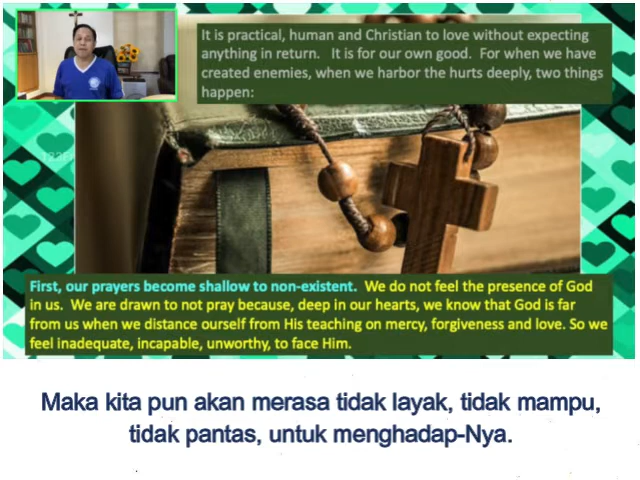 It is practical, human and Christian to love without expecting
anything in return. It is for our own good. For when we have
created enemies, when we harbor the hurts deeply, two things
happen:
First, our prayers become shallow to non-existent. We do not feel the presence of God
in us. We are drawn to not pray because, deep in our hearts, we know that God is far
from us when we distance ourself from His teaching on mercy, forgiveness and love. So we
feel inadequate, incapable, unworthy, to face Him.
Maka kita pun akan merasa tidak layak, tidak mampu,
tidak pantas, untuk menghadap-Nya.